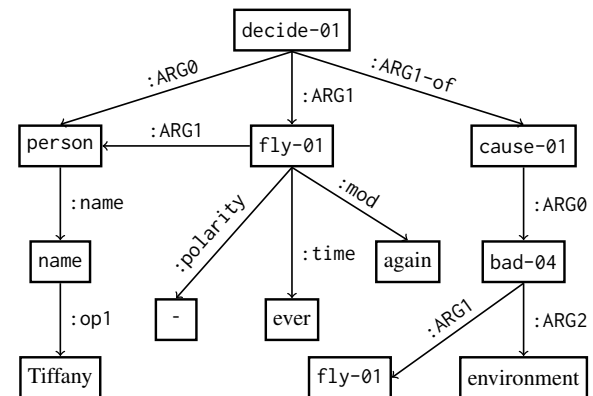 decide-01
:ARG0
:ARG1
:ARG1-of
person
:ARG1
fly-01
cause-01
:name
:polarity
:time
:mod
:ARG0
name
again
bad-04
:op1
-
ever
:ARG1
:ARG2
Tiffany
fly-01
environment